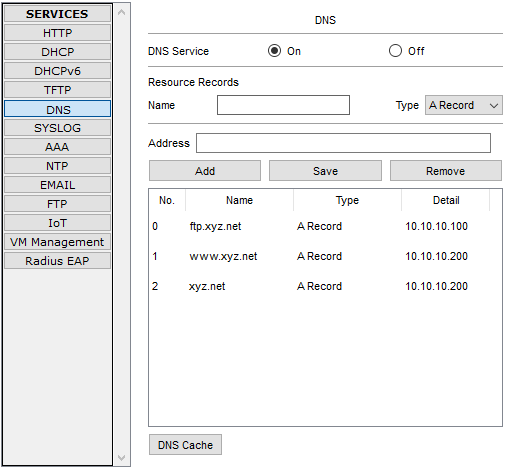 SERVICES
HTTP
DHCP
DHCPv6
TFTP
DNS
SYSLOG
AAA
NTP
EMAIL
FTP
IoT
VM Management
Radius EAP
DNS
DNS Service On Off
Resource Records
Name Type A Record
Address
Add Save Remove
No. Name Type Detail
0 ftp.xyz.net A Record 10.10.10.100
1 www.xyz.net A Record 10.10.10.200
2 xyz.net A Record 10.10.10.200
DNS Cache